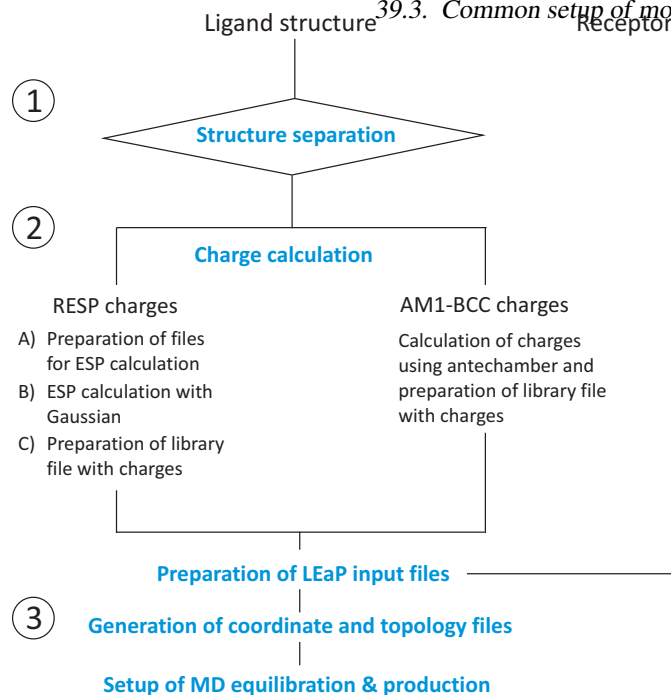 39.3. Common setup of mo
Ligand structure
Receptor
1
Structure separation
2
Charge calculation
RESP charges
A) Preparation of files
for ESP calculation
B) ESP calculation with
Gaussian
C) Preparation of library
file with charges
AM1-BCC charges
Calculation of charges
using antechamber and
preparation of library file
with charges
Preparation of LEaP input files
3
Generation of coordinate and topology files
Setup of MD equilibration & production